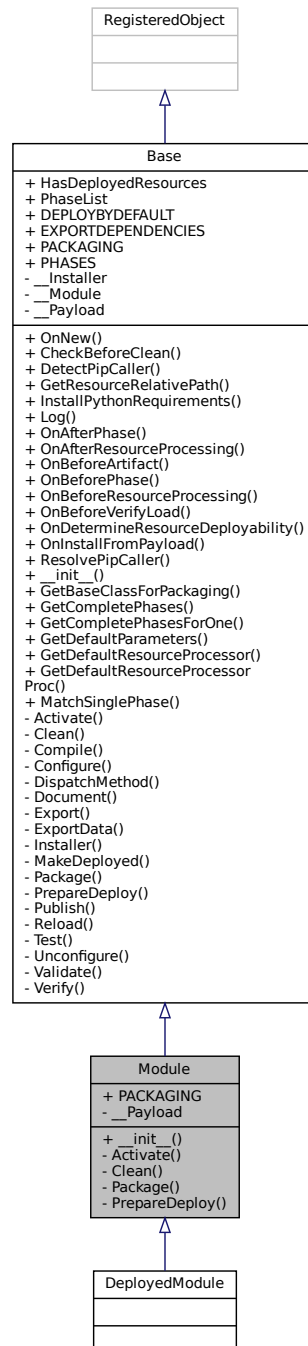 RegisteredObject
Base
+ HasDeployedResources
+ PhaseList
+ DEPLOYBYDEFAULT
+ EXPORTDEPENDENCIES
+ PACKAGING
+ PHASES
- __Installer
- __Module
- __Payload
+ OnNew()
+ CheckBeforeClean()
+ DetectPipCaller()
+ GetResourceRelativePath()
+ InstallPythonRequirements()
+ Log()
+ OnAfterPhase()
+ OnAfterResourceProcessing()
+ OnBeforeArtifact()
+ OnBeforePhase()
+ OnBeforeResourceProcessing()
+ OnBeforeVerifyLoad()
+ OnDetermineResourceDeployability()
+ OnInstallFromPayload()
+ ResolvePipCaller()
+ __init__()
+ GetBaseClassForPackaging()
+ GetCompletePhases()
+ GetCompletePhasesForOne()
+ GetDefaultParameters()
+ GetDefaultResourceProcessor()
+ GetDefaultResourceProcessor
Proc()
+ MatchSinglePhase()
- Activate()
- Clean()
- Compile()
- Configure()
- DispatchMethod()
- Document()
- Export()
- ExportData()
- Installer()
- MakeDeployed()
- Package()
- PrepareDeploy()
- Publish()
- Reload()
- Test()
- Unconfigure()
- Validate()
- Verify()
Module
+ PACKAGING
- __Payload
+ __init__()
- Activate()
- Clean()
- Package()
- PrepareDeploy()
DeployedModule